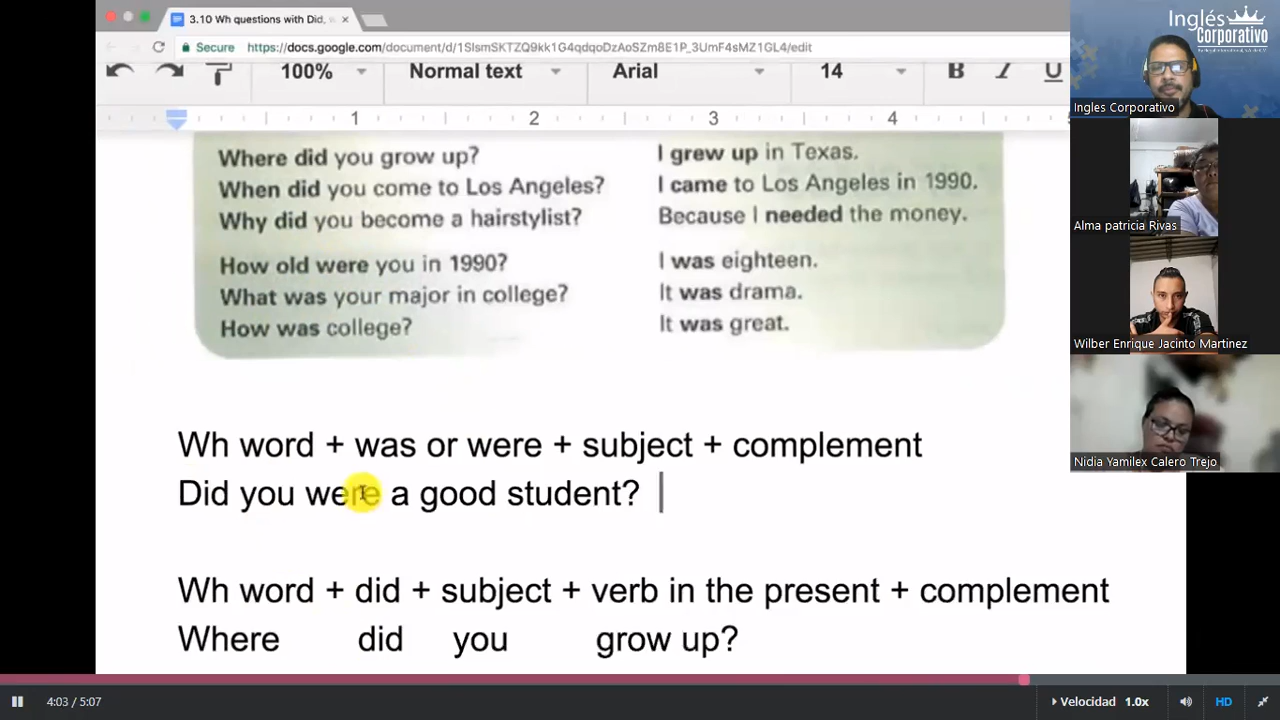 3.10 Wh questions with Did,
Secure https://docs.google.com/document/d/1SlsmSKTZQ9kk1G4qdqoDzAoSZm8E1P_3UmF4sMZ1GL4/edit
100% Normal text Arial 14 B I U
1 2 3 4
Where did you grow up? I grew up in Texas.
When did you come to Los Angeles? I came to Los Angeles in 1990.
Why did you become a hairstylist? Because I needed the money.
How old were you in 1990? I was eighteen.
What was your major in college? It was drama.
How was college? It was great.
Wh word + was or were + subject + complement
Did you were a good student?
Wh word + did + subject + verb in the present + complement
Where did you grow up?
4:03 / 5:07
Velocidad 1.0x HD
Inglés
Corporativo
Ingles Corporativo
Alma patricia Rivas
Wilber Enrique Jacinto Martinez
Nidia Yamilex Calero Trejo